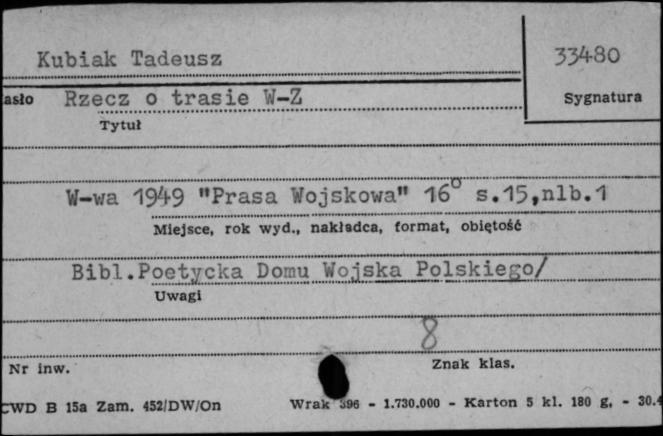 Kubiak Tadeusz
33480
asło Rzecz o trasie W-Z
Sygnatura
Tytuł
W-wa 1949 "Prasa Wojskowa" 16° s.15,nlb.1
Miejsce, rok wyd., nakładca, format, objętość
Bibl.Poetycka Domu Wojska Polskiego/
Uwagi
8
Nr inw.
Znak klas.
CWD B 15a Zam. 452/DW/On Wrak 396 - 1.730.000 - Karton 5 kl. 180 g, - 30.4